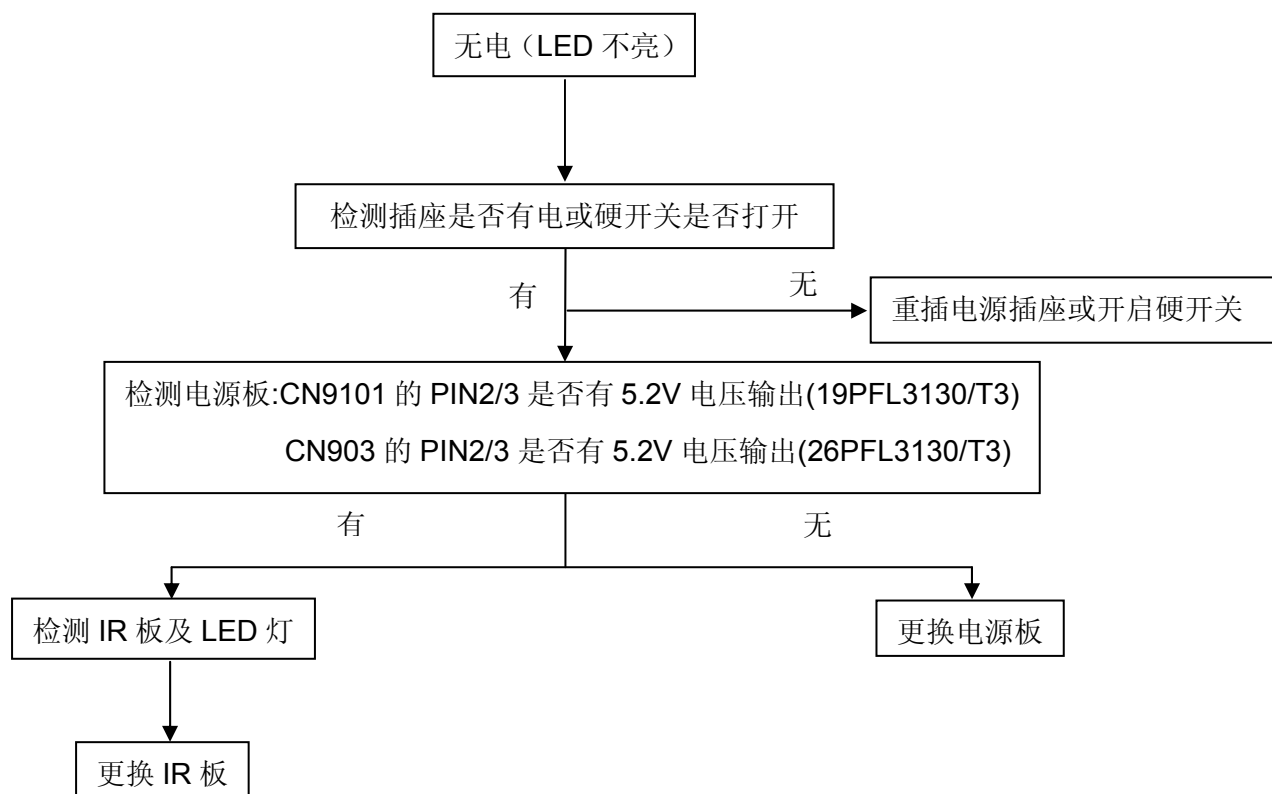 无电（LED 不亮）
检测插座是否有电或硬开关是否打开
有
无
重插电源插座或开启硬开关
检测电源板:CN9101 的 PIN2/3 是否有 5.2V 电压输出(19PFL3130/T3)
CN903 的 PIN2/3 是否有 5.2V 电压输出(26PFL3130/T3)
有
无
检测 IR 板及 LED 灯
更换电源板
更换 IR 板